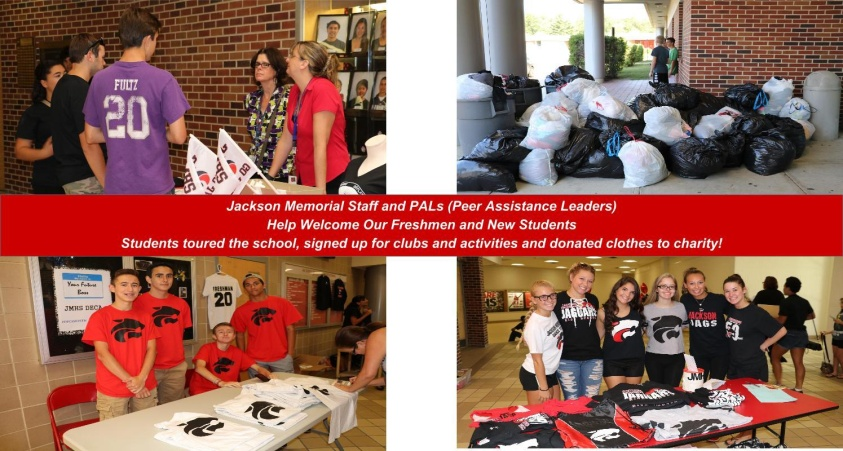 FULTZ
20
Jackson Memorial Staff and PALs (Peer Assistance Leaders)
Help Welcome Our Freshmen and New Students
Students toured the school, signed up for clubs and activities and donated clothes to charity!
Your Future Boss
JMHS DECA
FRESHMAN
20
JAGUARS
JACKSON
JAGS
JMHS